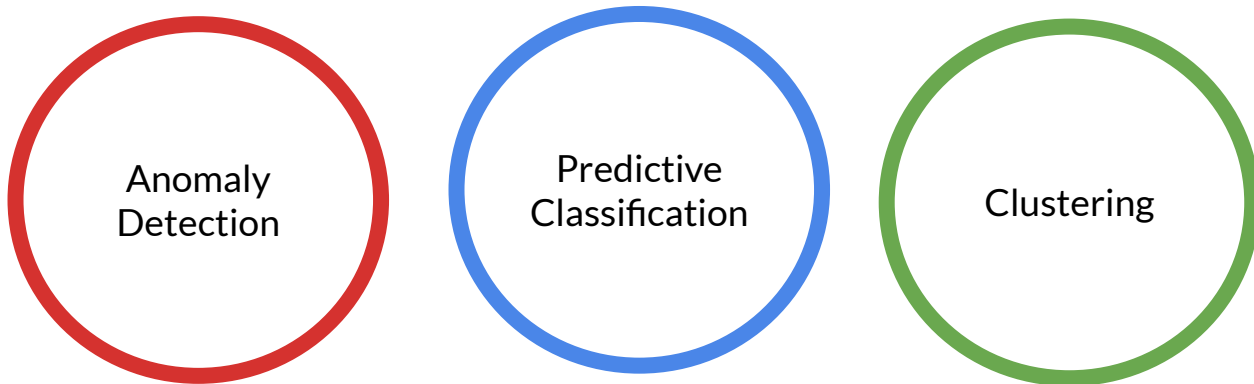 Anomaly
Detection
Predictive
Classification
Clustering